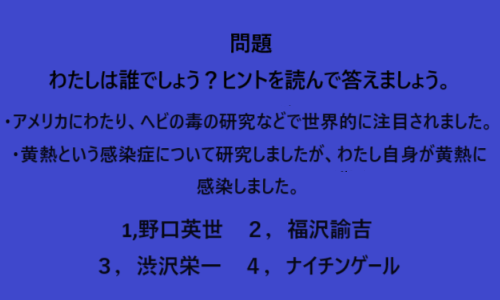 問題
わたしは誰でしょう？ヒントを読んで答えましょう。
・アメリカにわたり、ヘビの毒の研究などで世界的に注目されました。
・黄熱という感染症について研究しましたが、わたし自身が黄熱に
感染しました。
1,野口英世　２，福沢諭吉
３，渋沢栄一　４，ナイチンゲール